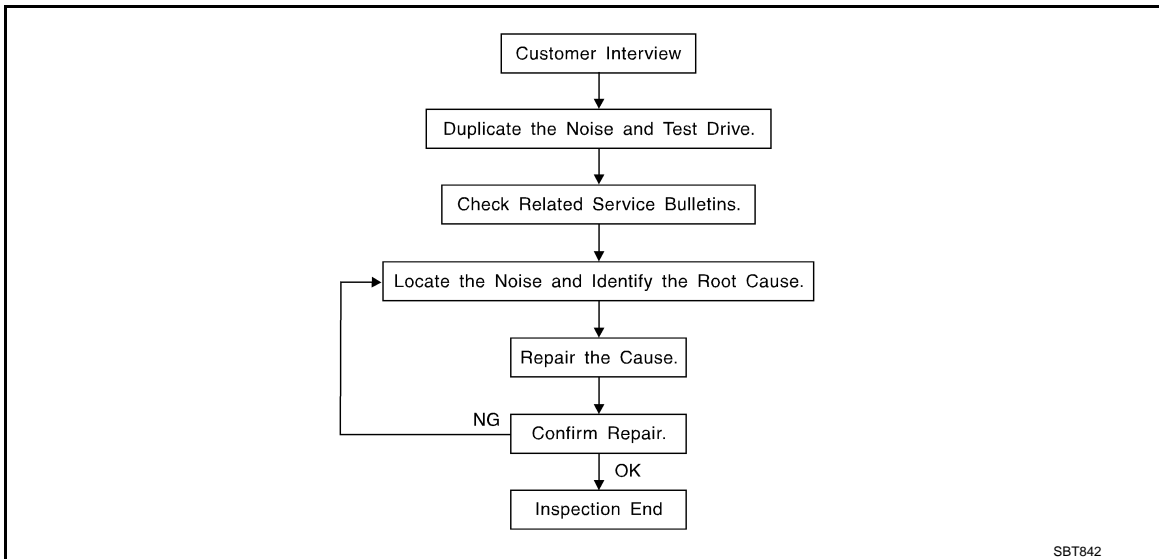 Customer Interview
Duplicate the Noise and Test Drive.
Check Related Service Bulletins.
Locate the Noise and Identify the Root Cause.
Repair the Cause.
NG
Confirm Repair.
OK
Inspection End
SBT842